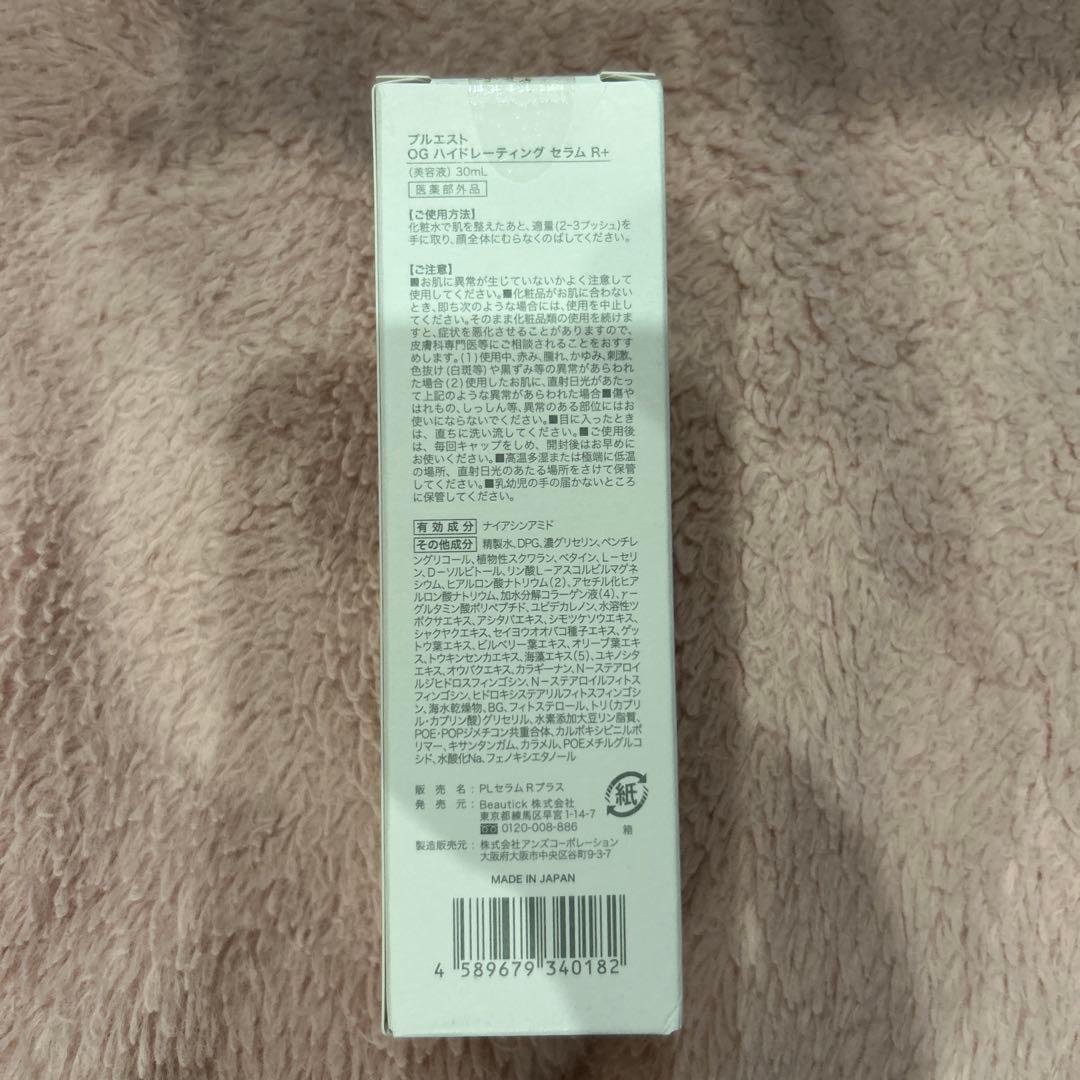 プルエスト
OG ハイドレーティング セラム R+
(美容液) 30mL
医薬部外品
【ご使用方法】
化粧水で肌を整えたあと、適量(2-3プッシュ)を
手に取り、顔全体にむらなくのばしてください。
【ご注意】
■お肌に異常が生じていないかよく注意して
使用してください。■化粧品がお肌に合わない
とき、即ち次のような場合には、使用を中止し
てください。そのまま化粧品類の使用を続けま
すと、症状を悪化させることがありますので、
皮膚科専門医等にご相談されることをおすす
めします。(1)使用中、赤み、腫れ、かゆみ、刺激、
色抜け(白斑等)や黒ずみ等の異常があらわれ
た場合(2)使用したお肌に、直射日光があたっ
て上記のような異常があらわれた場合■傷や
はれもの、しっしん等、異常のある部位にはお
使いにならないでください。■目に入ったとき
は、直ちに洗い流してください。■ご使用後
は、毎回キャップをしめ、開封後はお早めに
お使いください。■高温多湿または極端に低温
の場所、直射日光のあたる場所をさけて保管
してください。■乳幼児の手の届かないところ
に保管してください。
有効成分 ナイアシンアミド
その他成分 精製水、DPG、濃グリセリン、ペンチレ
ングリコール、植物性スクワラン、ベタイン、L-セリ
ン、D-ソルビトール、リン酸L-アスコルビルマグネ
シウム、ヒアルロン酸ナトリウム(2)、アセチル化ヒア
ルロン酸ナトリウム、加水分解コラーゲン液(4)、γ-
グルタミン酸ポリペプチド、ユビデカレノン、水溶性ツ
ボクサエキス、アシタバエキス、シモツケソウエキス、
シャクヤクエキス、セイヨウオオバコ種子エキス、ゲッ
トウ葉エキス、ビルベリー葉エキス、オリーブ葉エキ
ス、トウキンセンカエキス、海藻エキス(5)、ユキノシタ
エキス、オウバクエキス、カラギーナン、N-ステアロイ
ルジヒドロスフィンゴシン、N-ステアロイルフィトス
フィンゴシン、ヒドロキシステアリルフィトスフィンゴシ
ン、海水乾燥物、BG、フィトステロール、トリ(カプリ
ル・カプリン酸)グリセリル、水素添加大豆リン脂質、
POE・POPジメチコン共重合体、カルボキシビニルポ
リマー、キサンタンガム、カラメル、POEメチルグルコ
シド、水酸化Na、フェノキシエタノール
販売名：PLセラムRプラス
発売元：Beautick 株式会社
東京都練馬区早宮1-14-7
0120-008-886
紙
箱
製造販売元：株式会社アンズコーポレーション
大阪府大阪市中央区谷町9-3-7
MADE IN JAPAN
4 589679 340182